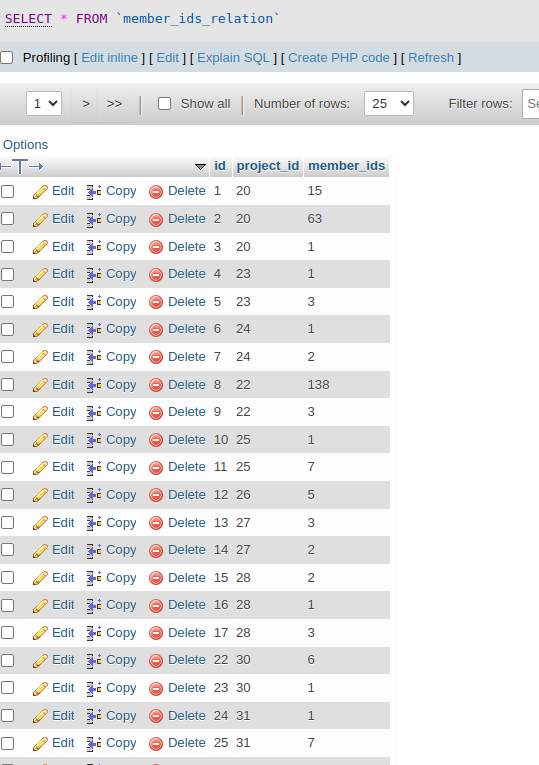 SELECT * FROM `member_ids_relation`
Profiling [ Edit inline ] [ Edit ] [ Explain SQL ] [ Create PHP code ] [ Refresh ]
1 > >> Show all Number of rows: 25 Filter rows: Se
Options
id project_id member_ids
Edit Copy Delete 1 20 15
Edit Copy Delete 2 20 63
Edit Copy Delete 3 20 1
Edit Copy Delete 4 23 1
Edit Copy Delete 5 23 3
Edit Copy Delete 6 24 1
Edit Copy Delete 7 24 2
Edit Copy Delete 8 22 138
Edit Copy Delete 9 22 3
Edit Copy Delete 10 25 1
Edit Copy Delete 11 25 7
Edit Copy Delete 12 26 5
Edit Copy Delete 13 27 3
Edit Copy Delete 14 27 2
Edit Copy Delete 15 28 2
Edit Copy Delete 16 28 1
Edit Copy Delete 17 28 3
Edit Copy Delete 22 30 6
Edit Copy Delete 23 30 1
Edit Copy Delete 24 31 1
Edit Copy Delete 25 31 7